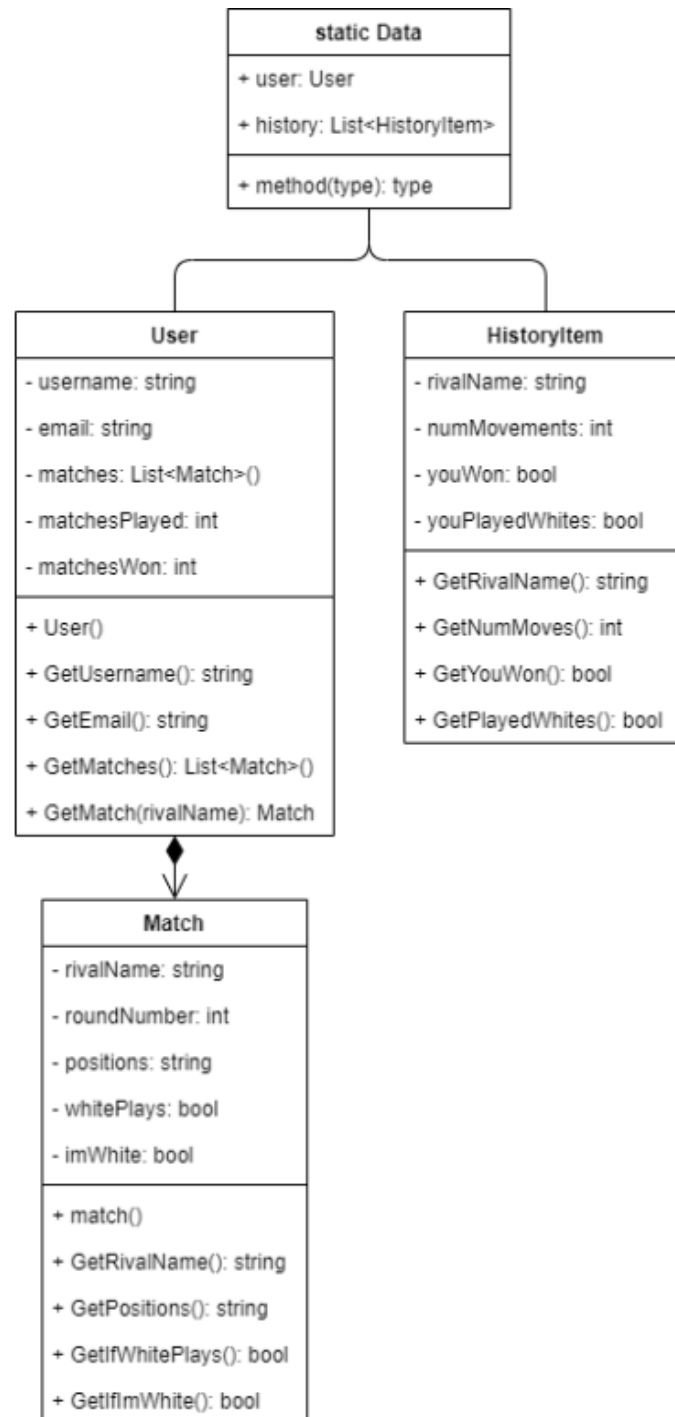 static Data
+ user: User
+ history: List<HistoryItem>
+ method(type): type
User
- username: string
- email: string
- matches: List<Match>()
- matchesPlayed: int
- matchesWon: int
+ User()
+ GetUsername(): string
+ GetEmail(): string
+ GetMatches(): List<Match>()
+ GetMatch(rivalName): Match
HistoryItem
- rivalName: string
- numMovements: int
- youWon: bool
- youPlayedWhites: bool
+ GetRivalName(): string
+ GetNumMoves(): int
+ GetYouWon(): bool
+ GetPlayedWhites(): bool
Match
- rivalName: string
- roundNumber: int
- positions: string
- whitePlays: bool
- imWhite: bool
+ match()
+ GetRivalName(): string
+ GetPositions(): string
+ GetIfWhitePlays(): bool
+ GetIfImWhite(): bool